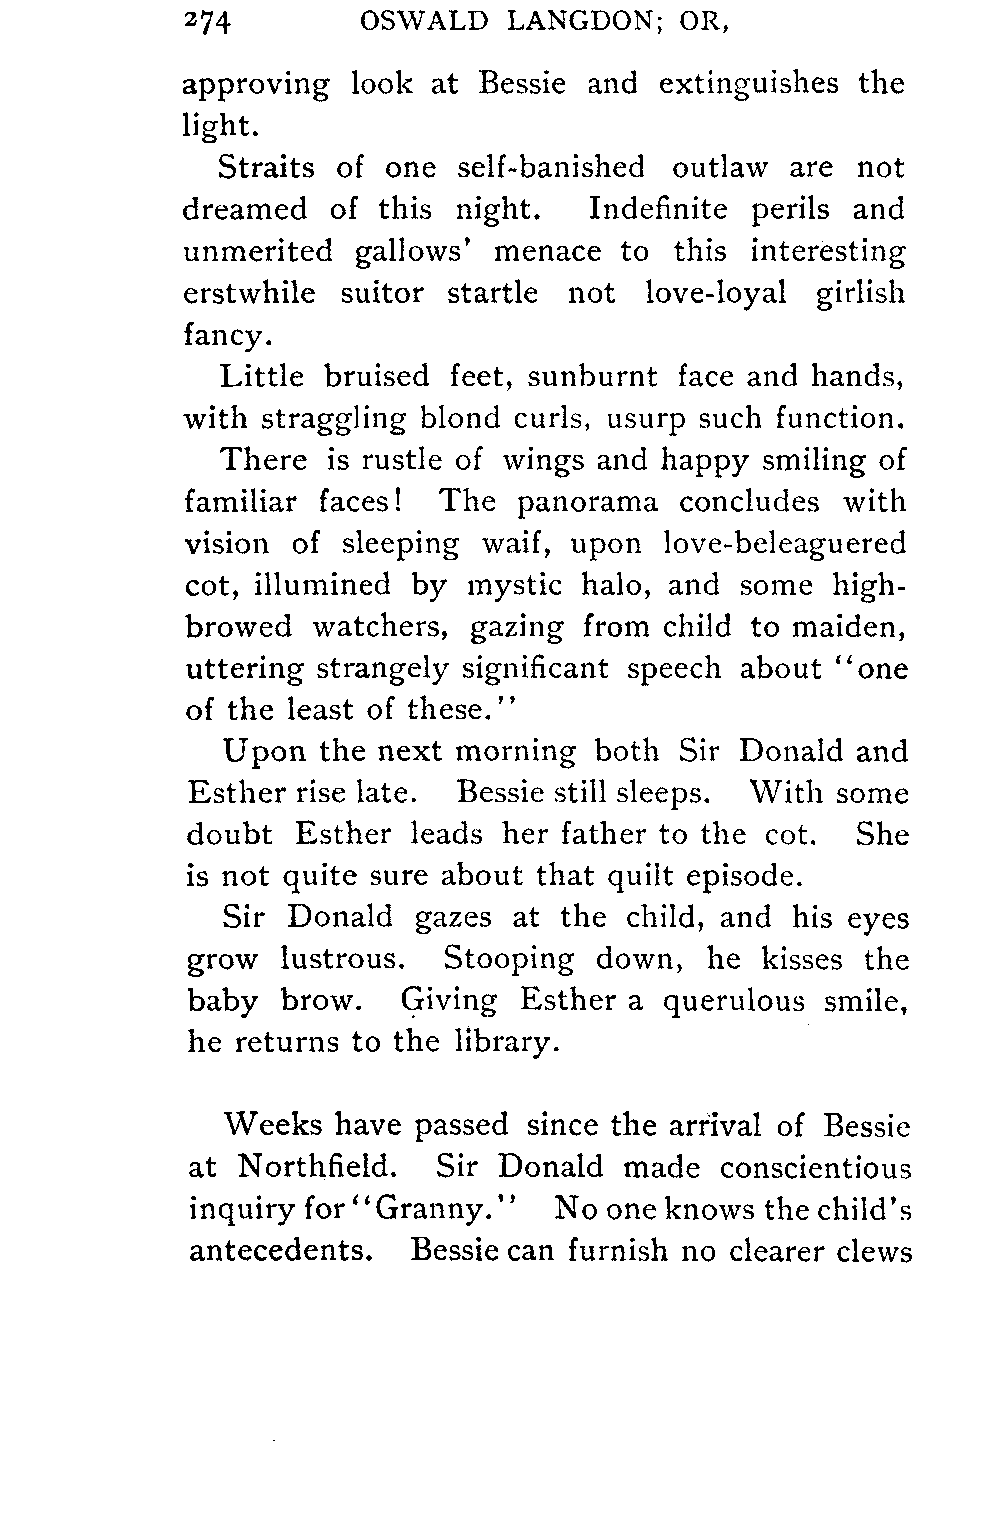 274 OSWALD LANGDON; OR,
approving look at Bessie and extinguishes the
light.
Straits of one self-banished outlaw are not
dreamed of this night. Indefinite perils and
unmerited gallows' menace to this interesting
erstwhile suitor startle not love-loyal girlish
fancy.
Little bruised feet, sunburnt face and hands,
with straggling blond curls, usurp such function.
There is rustle of wings and happy smiling of
familiar faces! The panorama concludes with
vision of sleeping waif, upon love-beleaguered
cot, illumined by mystic halo, and some high-
browed watchers, gazing from child to maiden,
uttering strangely significant speech about "one
of the least of these."
Upon the next morning both Sir Donald and
Esther rise late. Bessie still sleeps. With some
doubt Esther leads her father to the cot. She
is not quite sure about that quilt episode.
Sir Donald gazes at the child, and his eyes
grow lustrous. Stooping down, he kisses the
baby brow. Giving Esther a querulous smile,
he returns to the library.
Weeks have passed since the arrival of Bessie
at Northfield. Sir Donald made conscientious
inquiry for "Granny." No one knows the child's
antecedents. Bessie can furnish no clearer clews